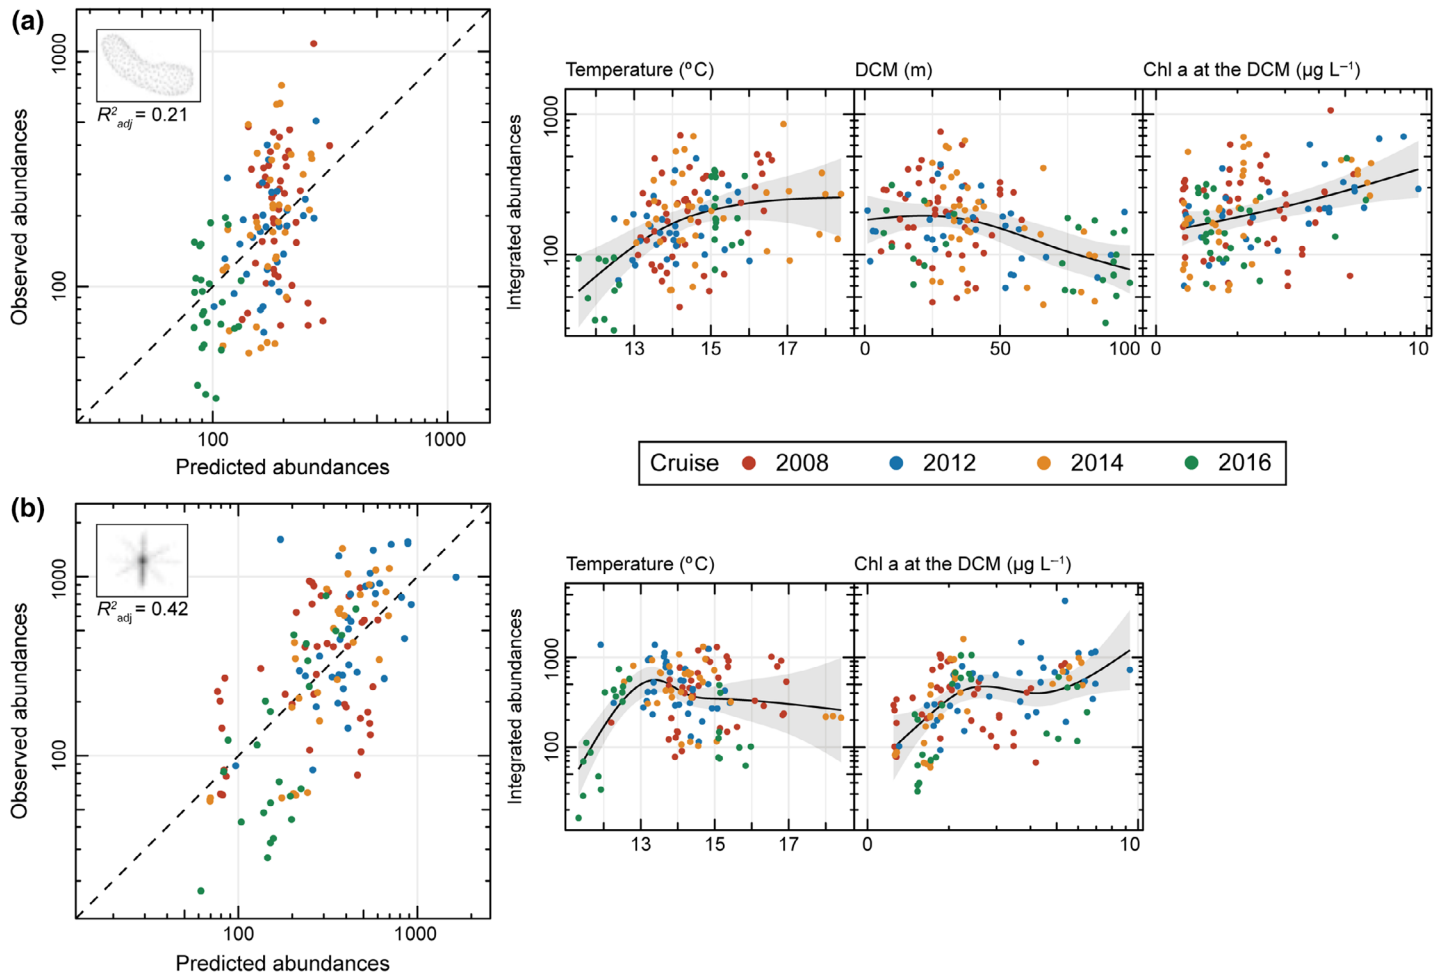 (a)
R²adj = 0.21
1000
100
Observed abundances
100 1000
Predicted abundances
Temperature (ºC) DCM (m) Chl a at the DCM (µg L⁻¹)
1000
100
Integrated abundances
13 15 17 0 50 100 0 10
Cruise 2008 2012 2014 2016
(b)
R²adj = 0.42
1000
100
Observed abundances
100 1000
Predicted abundances
Temperature (ºC) Chl a at the DCM (µg L⁻¹)
1000
100
Integrated abundances
13 15 17 0 10